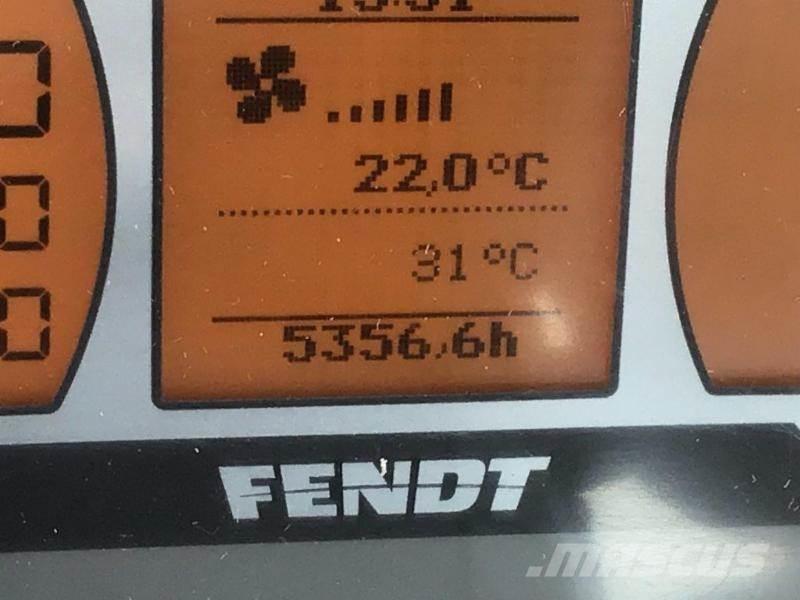 22,0°C
31°C
5356,6h
FENDT
.mascus